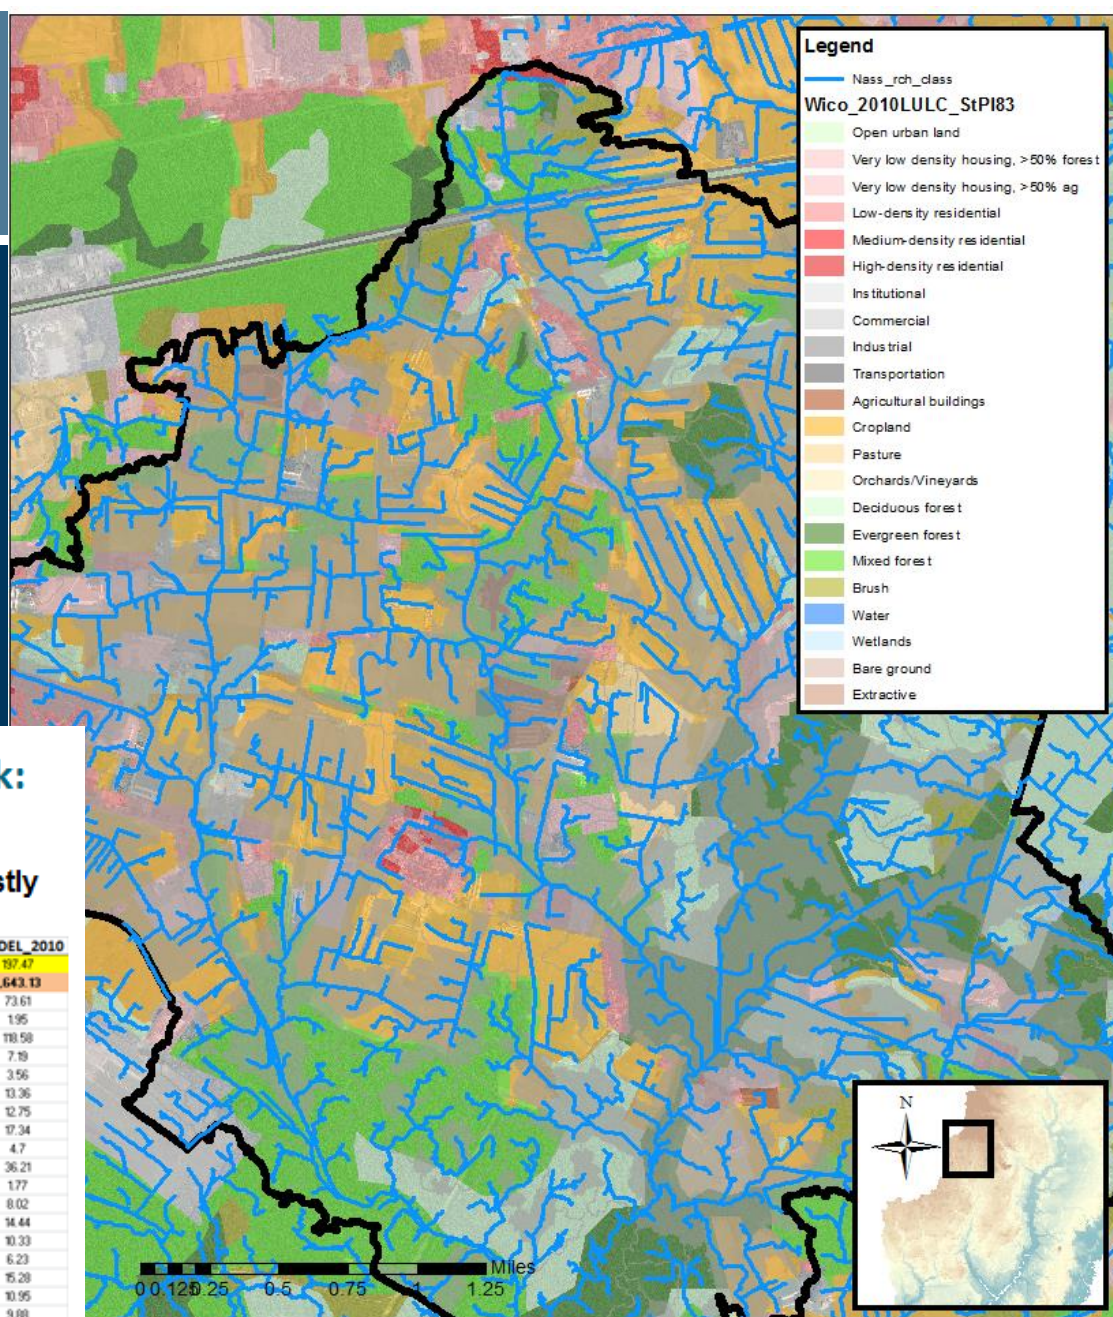 Legend
Nass_rch_class
Wico_2010LULC_StPl83
Open urban land
Very low density housing, >50% forest
Very low density housing, >50% ag
Low-density residential
Medium-density residential
High-density residential
Institutional
Commercial
Industrial
Transportation
Agricultural buildings
Cropland
Pasture
Orchards/Vineyards
Deciduous forest
Evergreen forest
Mixed forest
Brush
Water
Wetlands
Bare ground
Extractive
k:
stly
DEL_2010
197.47
,643.13
73.61
1.95
118.58
7.19
3.56
13.36
12.75
17.34
4.7
36.21
1.77
8.02
14.44
10.33
6.23
15.28
10.95
9.88
N
Miles
0 0.125 0.25 0.5 0.75 1 1.25